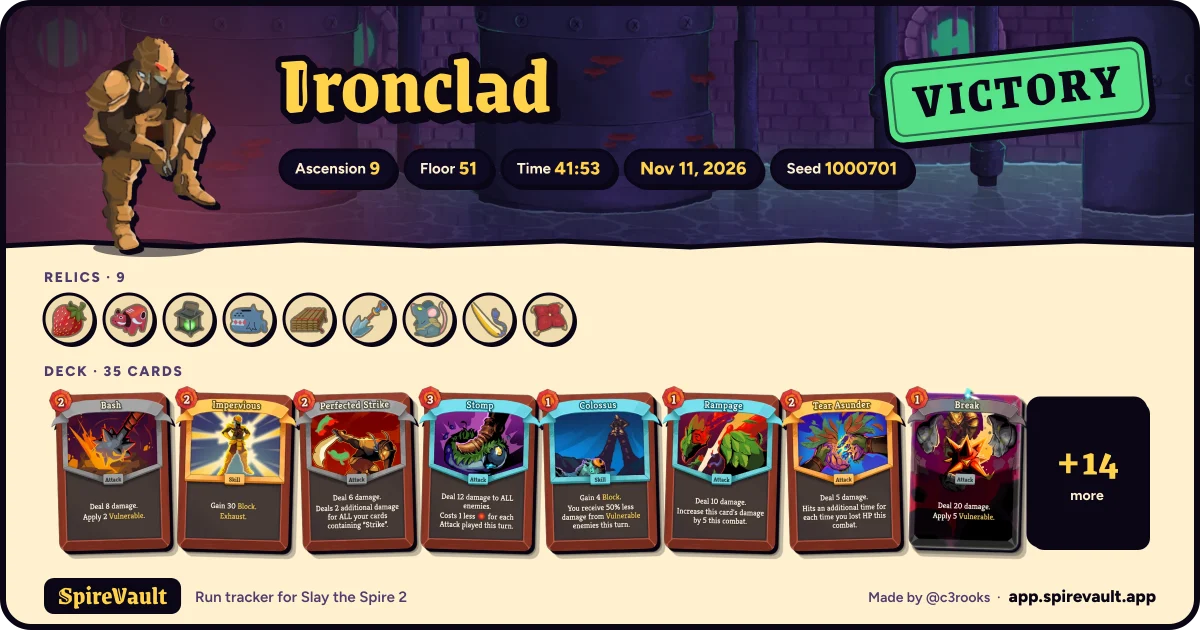 Ironclad
VICTORY
Ascension 9
Floor 51
Time 41:53
Nov 11, 2026
Seed 1000701
RELICS · 9
DECK · 35 CARDS
2
Bash
Attack
Deal 8 damage.
Apply 2 Vulnerable.
2
Impervious
Skill
Gain 30 Block.
Exhaust.
2
Perfected Strike
Attack
Deal 6 damage.
Deals 2 additional damage
for ALL your cards
containing "Strike".
3
Stomp
Attack
Deal 12 damage to ALL
enemies.
Costs 1 less for each
Attack played this turn.
1
Colossus
Skill
Gain 4 Block.
You receive 50% less
damage from Vulnerable
enemies this turn.
1
Rampage
Attack
Deal 10 damage.
Increase this card's damage
by 5 this combat.
2
Tear Asunder
Attack
Deal 5 damage.
Hits an additional time for
each time you lost HP this
combat.
1
Break
Attack
Deal 20 damage.
Apply 5 Vulnerable.
+14
more
SpireVault
Run tracker for Slay the Spire 2
Made by @c3rooks · app.spirevault.app